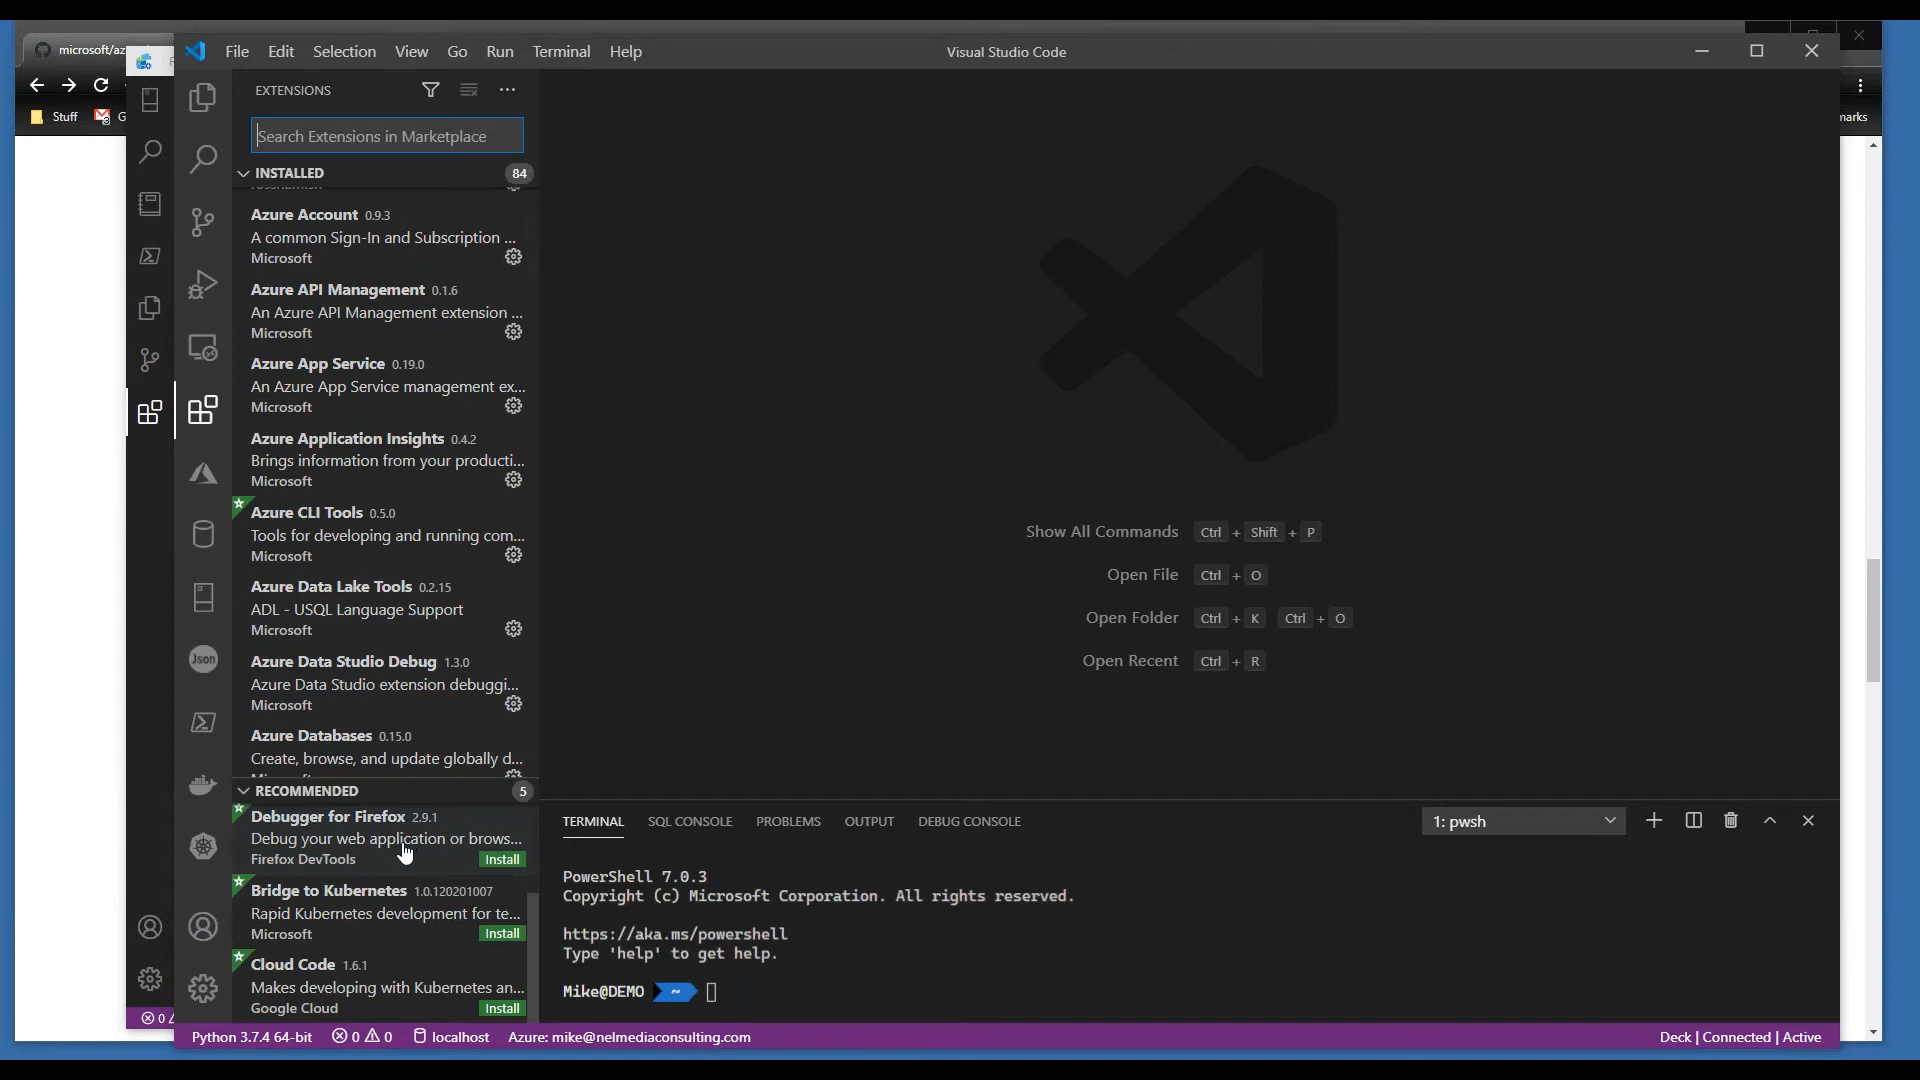 microsoft/az
File Edit Selection View Go Run Terminal Help
Visual Studio Code
Stuff
G
marks
EXTENSIONS
Search Extensions in Marketplace
INSTALLED 84
Azure Account 0.9.3
A common Sign-In and Subscription ...
Microsoft
Azure API Management 0.1.6
An Azure API Management extension ...
Microsoft
Azure App Service 0.19.0
An Azure App Service management ex...
Microsoft
Azure Application Insights 0.4.2
Brings information from your producti...
Microsoft
Azure CLI Tools 0.5.0
Tools for developing and running com...
Microsoft
Azure Data Lake Tools 0.2.15
ADL - USQL Language Support
Microsoft
Azure Data Studio Debug 1.3.0
Azure Data Studio extension debuggi...
Microsoft
Azure Databases 0.15.0
Create, browse, and update globally d...
Json
RECOMMENDED 5
Debugger for Firefox 2.9.1
Debug your web application or brows...
Firefox DevTools Install
Bridge to Kubernetes 1.0.120201007
Rapid Kubernetes development for te...
Microsoft Install
Cloud Code 1.6.1
Makes developing with Kubernetes an...
Google Cloud Install
Show All Commands Ctrl + Shift + P
Open File Ctrl + O
Open Folder Ctrl + K Ctrl + O
Open Recent Ctrl + R
TERMINAL SQL CONSOLE PROBLEMS OUTPUT DEBUG CONSOLE 1: pwsh
PowerShell 7.0.3
Copyright (c) Microsoft Corporation. All rights reserved.
https://aka.ms/powershell
Type 'help' to get help.
Mike@DEMO ~
0
Python 3.7.4 64-bit 0 0 localhost Azure: mike@nelmediaconsulting.com Deck | Connected | Active